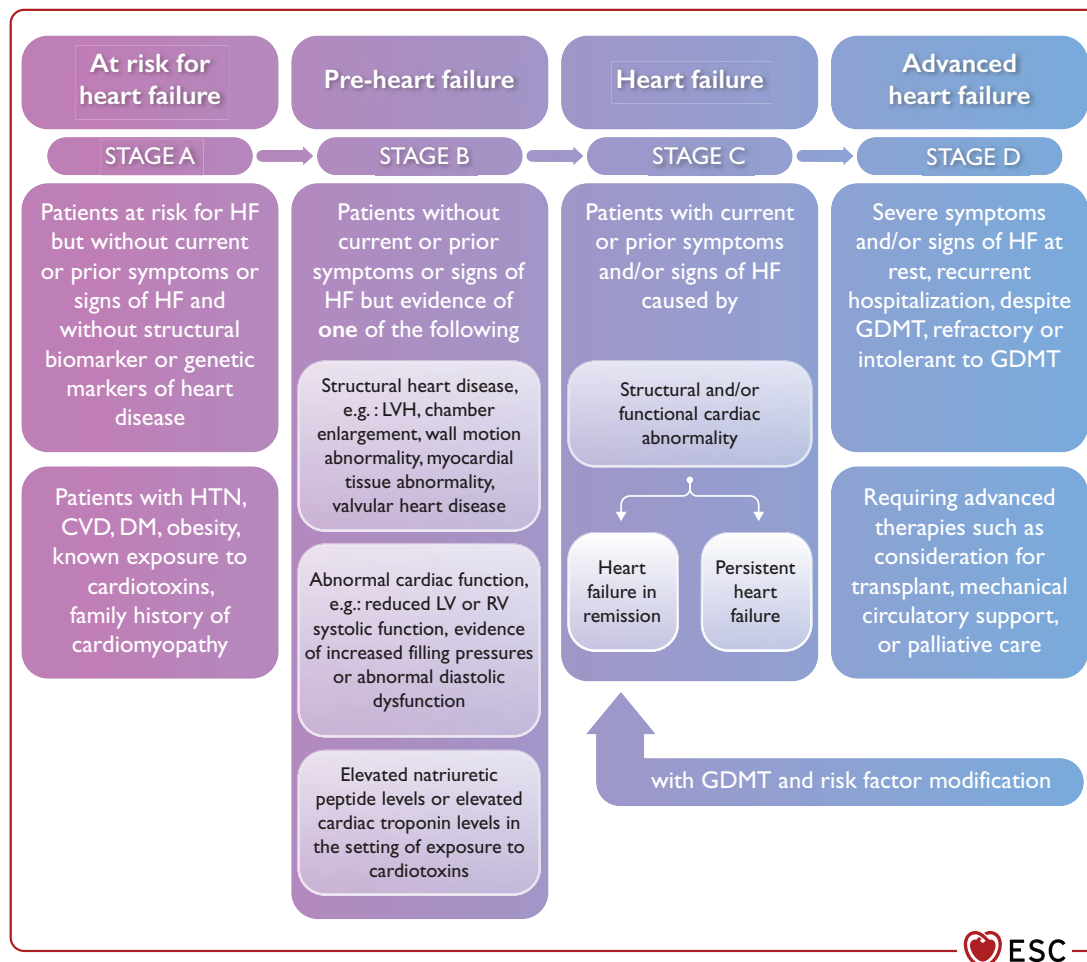 At risk for
heart failure
STAGE A
Patients at risk for HF
but without current
or prior symptoms or
signs of HF and
without structural
biomarker or genetic
markers of heart
disease
Patients with HTN,
CVD, DM, obesity,
known exposure to
cardiotoxins,
family history of
cardiomyopathy
Pre-heart failure
STAGE B
Patients without
current or prior
symptoms or signs of
HF but evidence of
one of the following
Structural heart disease,
e.g. : LVH, chamber
enlargement, wall motion
abnormality, myocardial
tissue abnormality,
valvular heart disease
Abnormal cardiac function,
e.g.: reduced LV or RV
systolic function, evidence
of increased filling pressures
or abnormal diastolic
dysfunction
Elevated natriuretic
peptide levels or elevated
cardiac troponin levels in
the setting of exposure to
cardiotoxins
Heart failure
STAGE C
Patients with current
or prior symptoms
and/or signs of HF
caused by
Structural and/or
functional cardiac
abnormality
Heart
failure in
remission
Persistent
heart
failure
Advanced
heart failure
STAGE D
Severe symptoms
and/or signs of HF at
rest, recurrent
hospitalization, despite
GDMT, refractory or
intolerant to GDMT
Requiring advanced
therapies such as
consideration for
transplant, mechanical
circulatory support,
or palliative care
with GDMT and risk factor modification
ESC